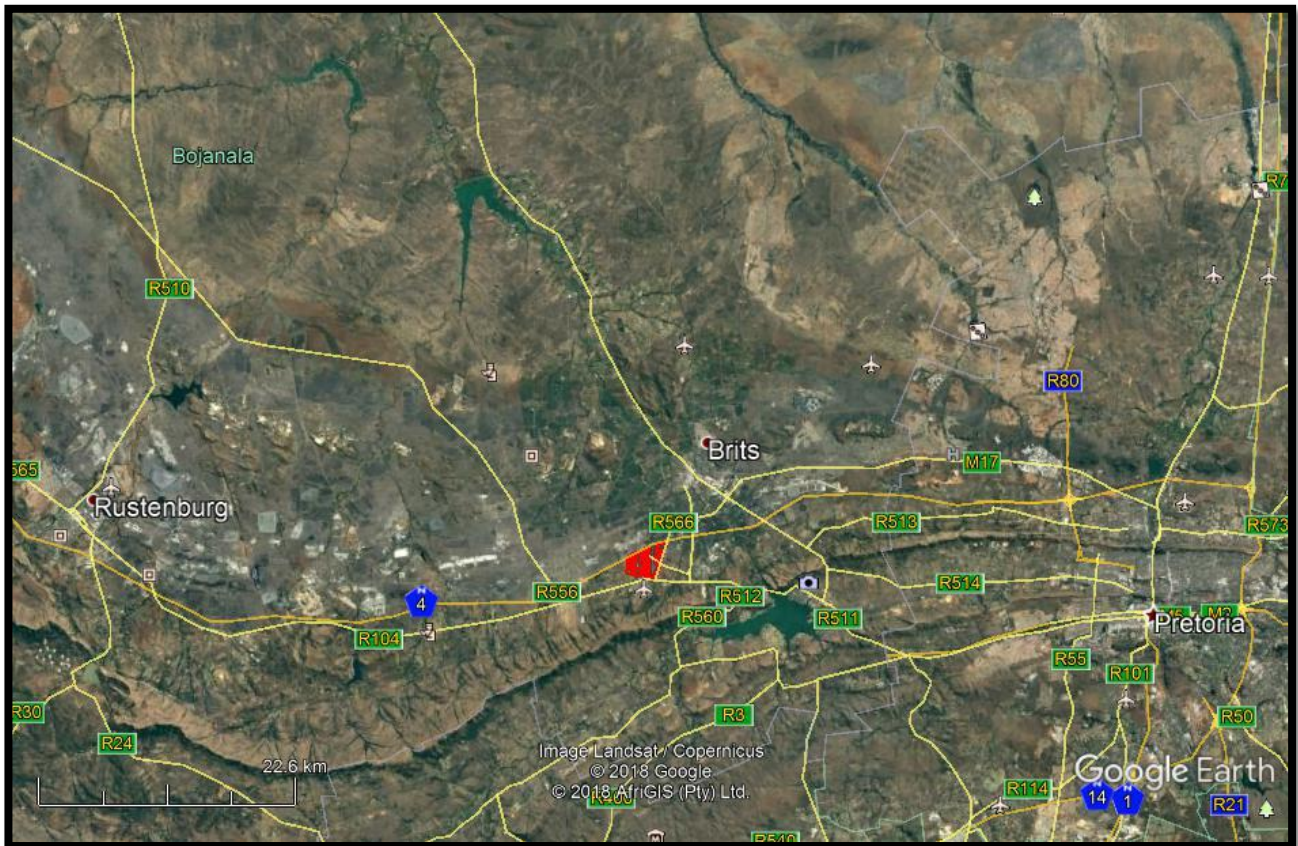 Bojanala
R7
R510
R80
Brits
M17
565
Rustenburg
R566
R513
R573
4
R556
R512
R514
R560
R511
R104
Pretoria
R55
R101
R30
R3
R50
R24
22.6 km
Image Landsat / Copernicus
© 2018 Google
© 2018 AfriGIS (Pty) Ltd.
Google Earth
R114
14
1
R21